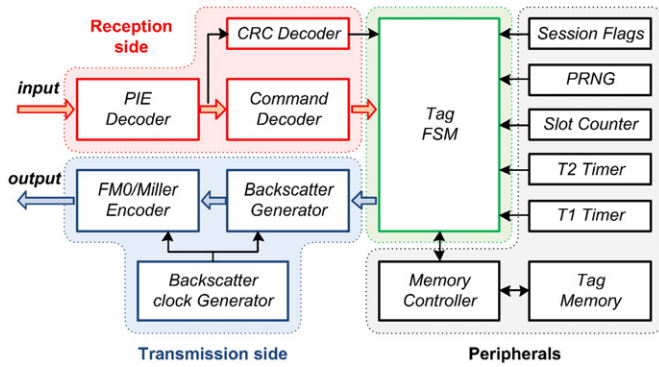 Reception
side
CRC Decoder
Session Flags
input
PIE
Decoder
Command
Decoder
Tag
FSM
PRNG
Slot Counter
output
FM0/Miller
Encoder
Backscatter
Generator
T2 Timer
T1 Timer
Backscatter
clock Generator
Memory
Controller
Tag
Memory
Transmission side
Peripherals